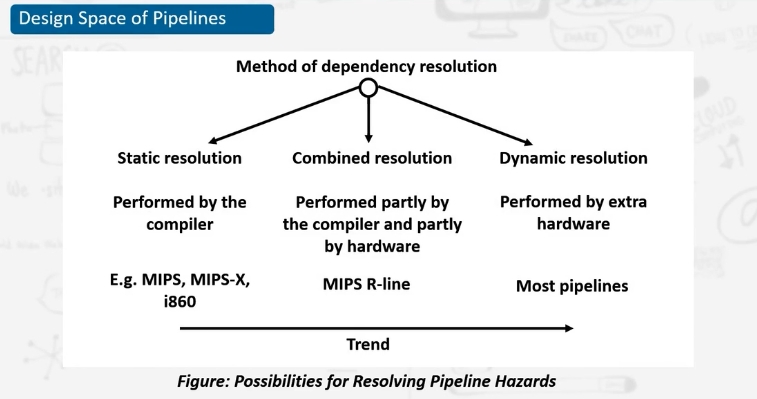 Design Space of Pipelines
Method of dependency resolution
Static resolution
Combined resolution
Dynamic resolution
Performed by the
compiler
Performed partly by
the compiler and partly
by hardware
Performed by extra
hardware
E.g. MIPS, MIPS-X,
i860
MIPS R-line
Most pipelines
Trend
Figure: Possibilities for Resolving Pipeline Hazards
SHARE
CHAT